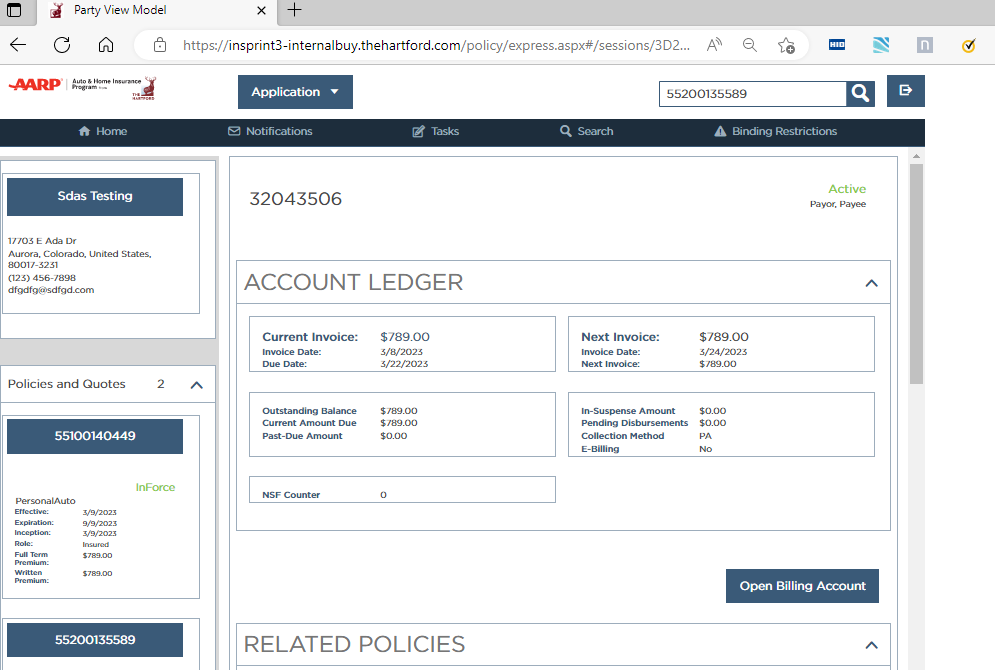 Party View Model
https://insprint3-internalbuy.thehartford.com/policy/express.aspx#/sessions/3D2...
A
HID
n
AARP
Auto & Home Insurance
Program from
THE
HARTFORD
Application
55200135589
Home
Notifications
Tasks
Search
Binding Restrictions
Sdas Testing
17703 E Ada Dr
Aurora, Colorado, United States,
80017-3231
(123) 456-7898
dfgdfg@sdfgd.com
Policies and Quotes 2
55100140449
InForce
PersonalAuto
Effective: 3/9/2023
Expiration: 9/9/2023
Inception: 3/9/2023
Role: Insured
Full Term $789.00
Premium:
Written $789.00
Premium:
55200135589
32043506
Active
Payor, Payee
ACCOUNT LEDGER
Current Invoice: $789.00
Invoice Date: 3/8/2023
Due Date: 3/22/2023
Next Invoice: $789.00
Invoice Date: 3/24/2023
Next Invoice: $789.00
Outstanding Balance $789.00
Current Amount Due $789.00
Past-Due Amount $0.00
In-Suspense Amount $0.00
Pending Disbursements $0.00
Collection Method PA
E-Billing No
NSF Counter 0
Open Billing Account
RELATED POLICIES